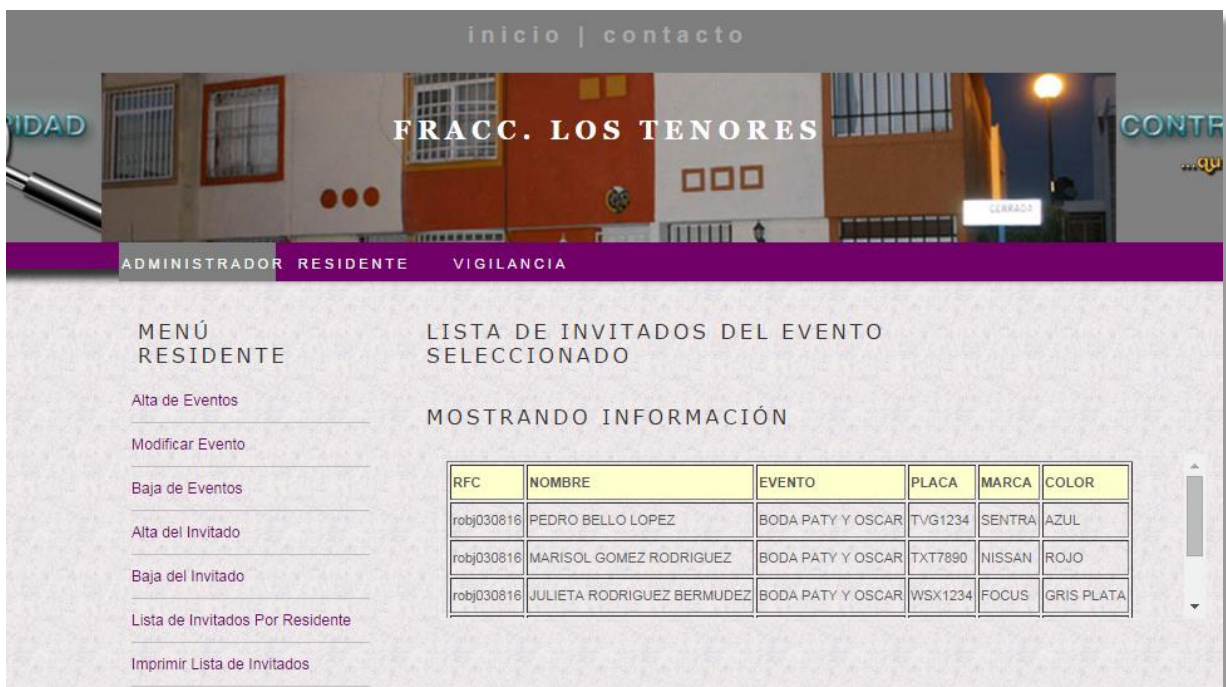 inicio | contacto
FRACC. LOS TENORES
CERRADA
ADMINISTRADOR RESIDENTE VIGILANCIA
MENÚ
RESIDENTE
Alta de Eventos
Modificar Evento
Baja de Eventos
Alta del Invitado
Baja del Invitado
Lista de Invitados Por Residente
Imprimir Lista de Invitados
LISTA DE INVITADOS DEL EVENTO
SELECCIONADO
MOSTRANDO INFORMACIÓN
RFC NOMBRE EVENTO PLACA MARCA COLOR
robj030816 PEDRO BELLO LOPEZ BODA PATY Y OSCAR TVG1234 SENTRA AZUL
robj030816 MARISOL GOMEZ RODRIGUEZ BODA PATY Y OSCAR TXT7890 NISSAN ROJO
robj030816 JULIETA RODRIGUEZ BERMUDEZ BODA PATY Y OSCAR WSX1234 FOCUS GRIS PLATA